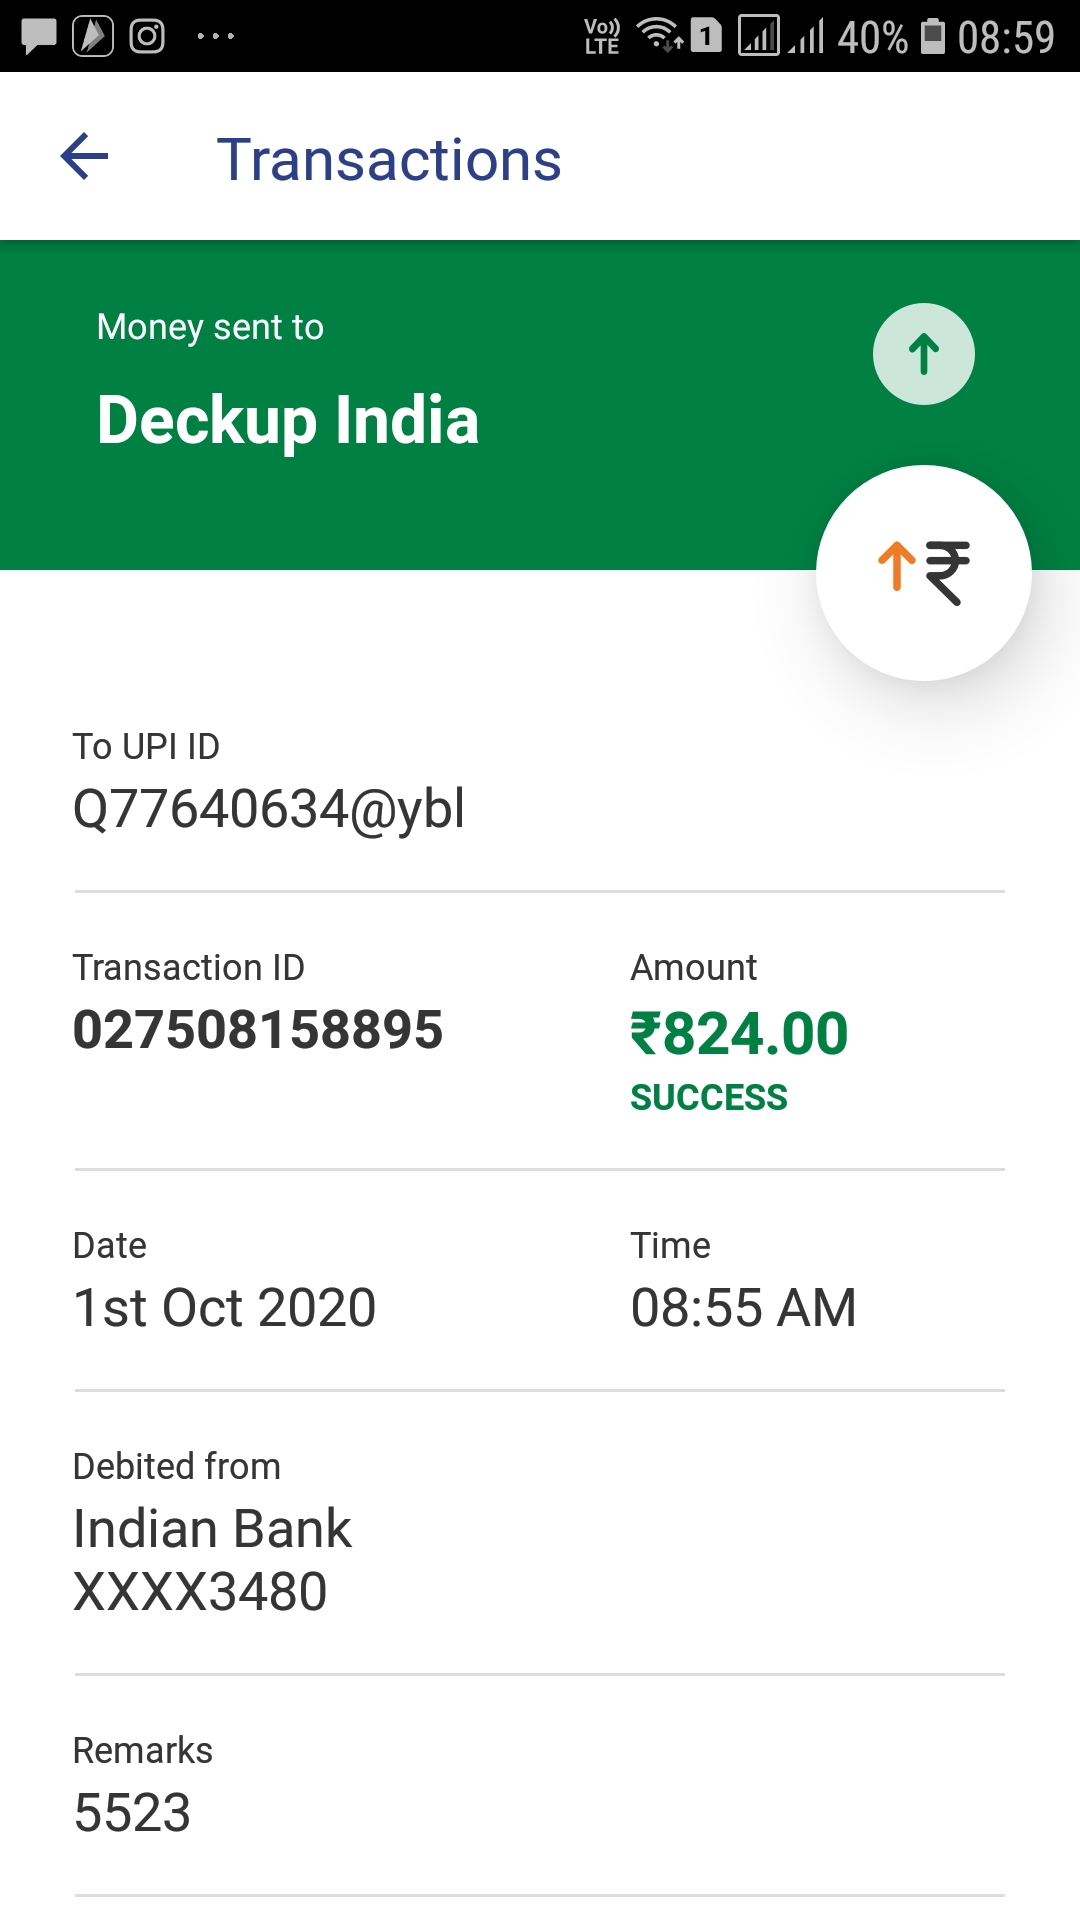 Vo)) LTE 1 40% 08:59
Transactions
Money sent to
Deckup India
₹
To UPI ID
Q77640634@ybl
Transaction ID
027508158895
Amount
₹824.00
SUCCESS
Date
1st Oct 2020
Time
08:55 AM
Debited from
Indian Bank
XXXX3480
Remarks
5523